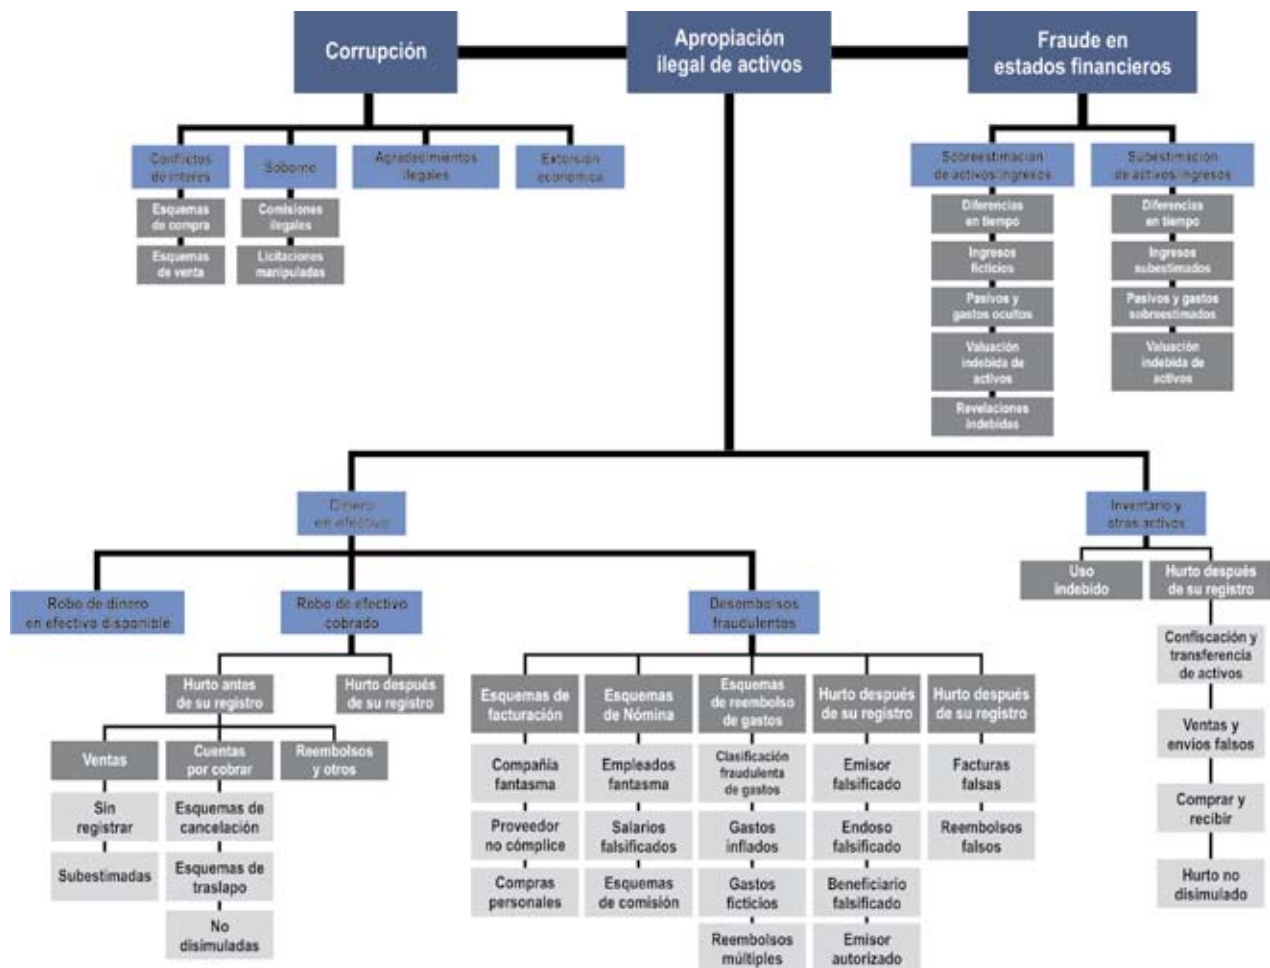 Corrupción
Apropiación
ilegal de activos
Fraude en
estados financieros
Conflictos
de interés
Soborno
Agradecimientos
ilegales
Extorsión
económica
Sobreestimación
de activos/ingresos
Subestimación
de activos/ingresos
Esquemas
de compra
Esquemas
de venta
Comisiones
ilegales
Licitaciones
manipuladas
Diferencias
en tiempo
Ingresos
ficticios
Pasivos y
gastos ocultos
Valuación
indebida de
activos
Revelaciones
indebidas
Diferencias
en tiempo
Ingresos
subestimados
Pasivos y gastos
sobreestimados
Valuación
indebida de
activos
Dinero
en efectivo
Inventario y
otros activos
Robo de dinero
en efectivo disponible
Robo de efectivo
cobrado
Desembolsos
fraudulentos
Uso
indebido
Hurto después
de su registro
Confiscación y
transferencia
de activos
Ventas y
envios falsos
Comprar y
recibir
Hurto no
disimulado
Hurto antes
de su registro
Hurto después
de su registro
Ventas
Sin
registrar
Subestimadas
Cuentas
por cobrar
Esquemas de
cancelación
Esquemas de
traslapo
No
disimuladas
Reembolsos
y otros
Esquemas de
facturación
Compañía
fantasma
Proveedor
no cómplice
Compras
personales
Esquemas
de Nómina
Empleados
fantasma
Salarios
falsificados
Esquemas
de comisión
Esquemas
de reembolso
de gastos
Clasificación
fraudulenta
de gastos
Gastos
inflados
Gastos
ficticios
Reembolsos
múltiples
Hurto después
de su registro
Emisor
falsificado
Endoso
falsificado
Beneficiario
falsificado
Emisor
autorizado
Hurto después
de su registro
Facturas
falsas
Reembolsos
falsos